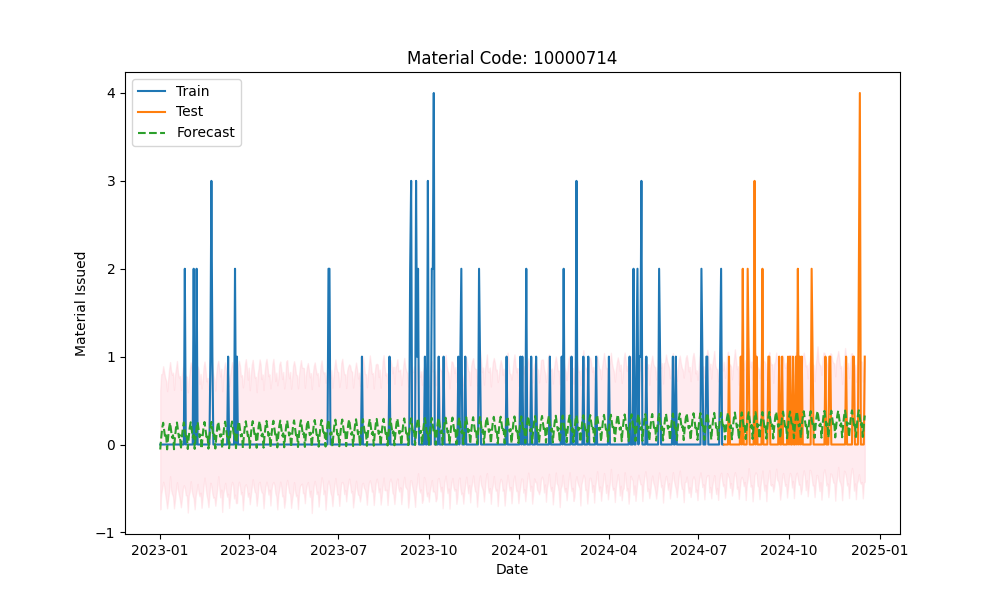 Material Code: 10000714
Train
Test
Forecast
4
3
2
1
0
−1
Material Issued
2023-01 2023-04 2023-07 2023-10 2024-01 2024-04 2024-07 2024-10 2025-01
Date